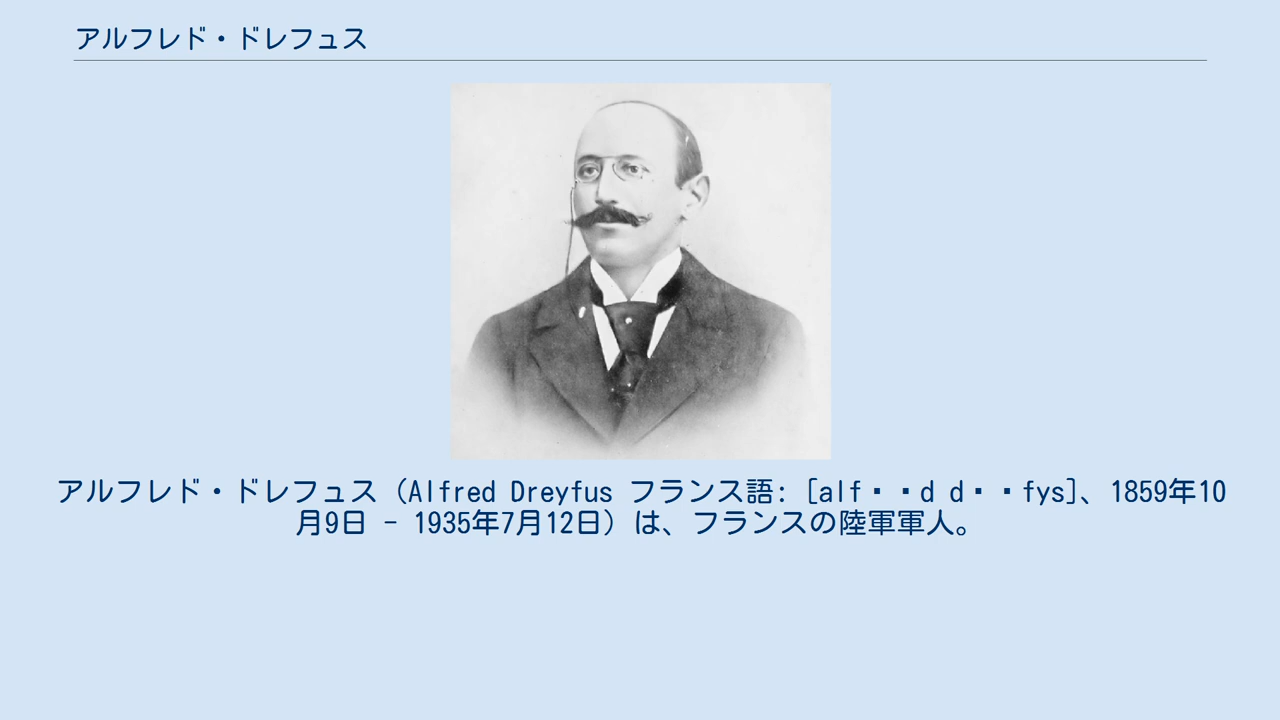 アルフレド・ドレフュス
アルフレド・ドレフュス（Alfred Dreyfus フランス語: [alf▪▪d d▪▪fys]、1859年10
月9日 - 1935年7月12日）は、フランスの陸軍軍人。